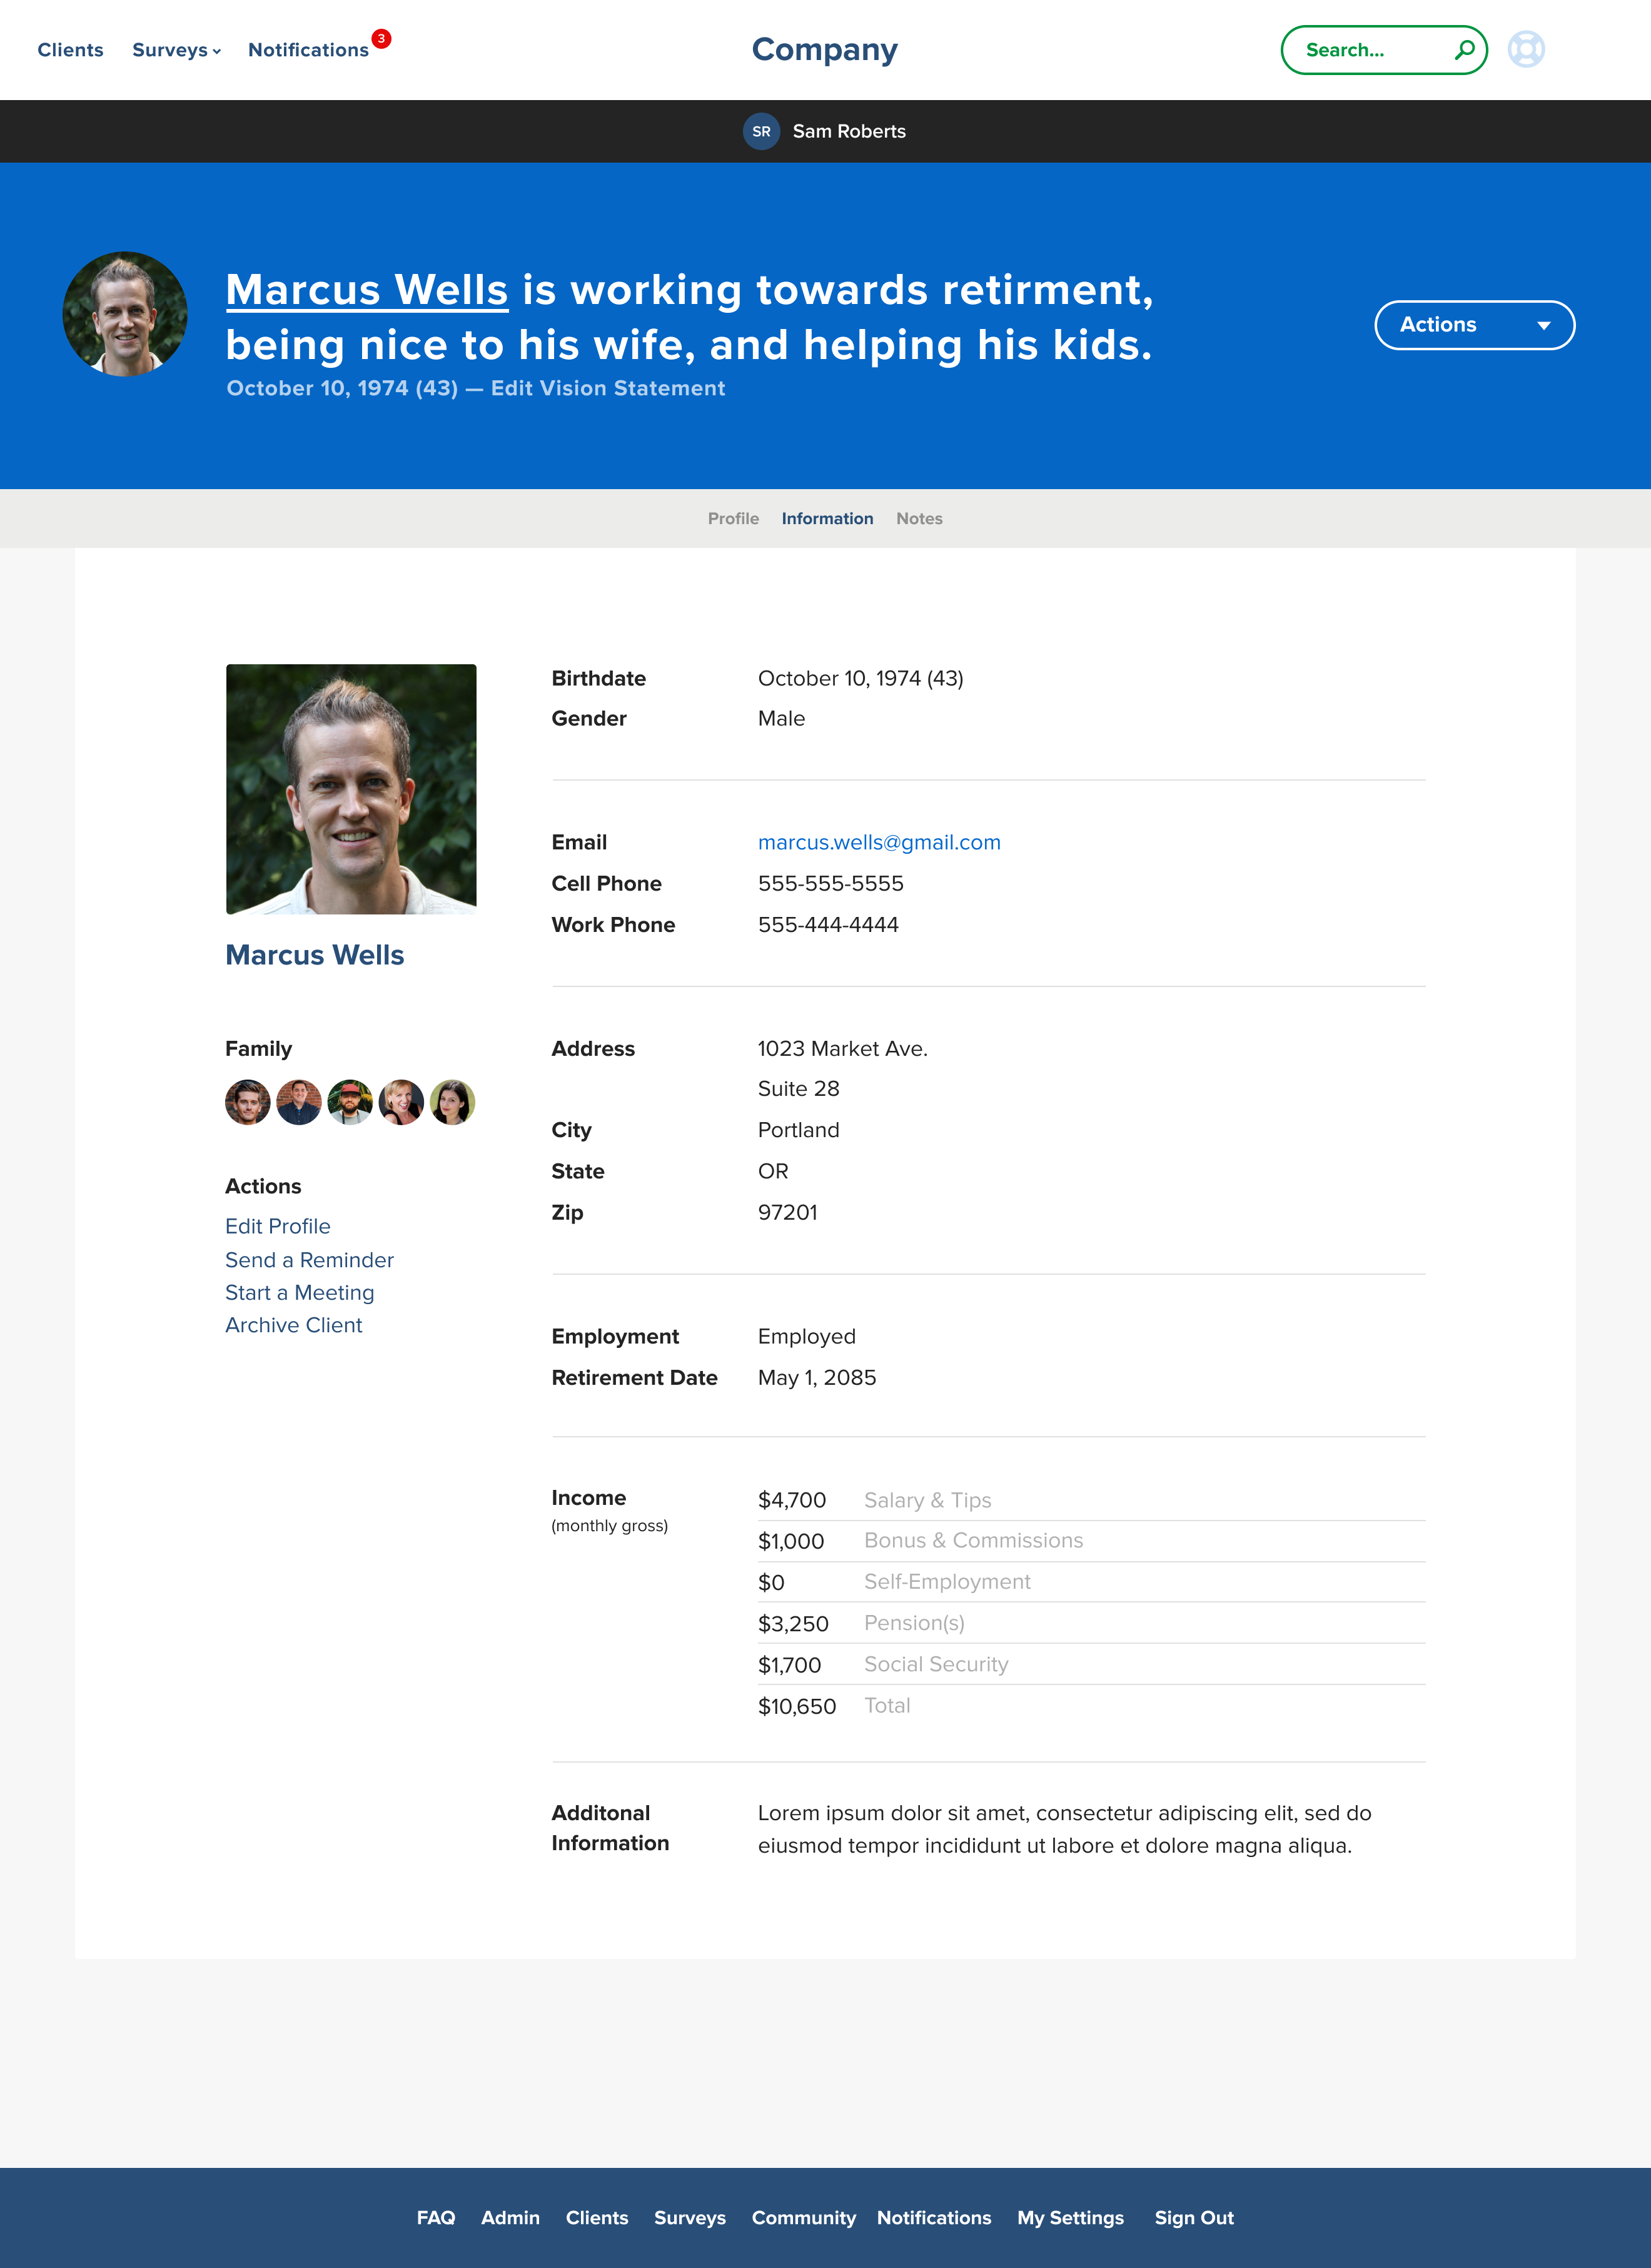 Clients Surveys Notifications 3 Company Search...
SR Sam Roberts
Marcus Wells is working towards retirment,
being nice to his wife, and helping his kids.
October 10, 1974 (43) — Edit Vision Statement
Actions
Profile Information Notes
Marcus Wells
Family
Actions
Edit Profile
Send a Reminder
Start a Meeting
Archive Client
Birthdate October 10, 1974 (43)
Gender Male
Email marcus.wells@gmail.com
Cell Phone 555-555-5555
Work Phone 555-444-4444
Address 1023 Market Ave.
Suite 28
City Portland
State OR
Zip 97201
Employment Employed
Retirement Date May 1, 2085
Income $4,700 Salary & Tips
(monthly gross)
$1,000 Bonus & Commissions
$0 Self-Employment
$3,250 Pension(s)
$1,700 Social Security
$10,650 Total
Additonal Lorem ipsum dolor sit amet, consectetur adipiscing elit, sed do
Information eiusmod tempor incididunt ut labore et dolore magna aliqua.
FAQ Admin Clients Surveys Community Notifications My Settings Sign Out